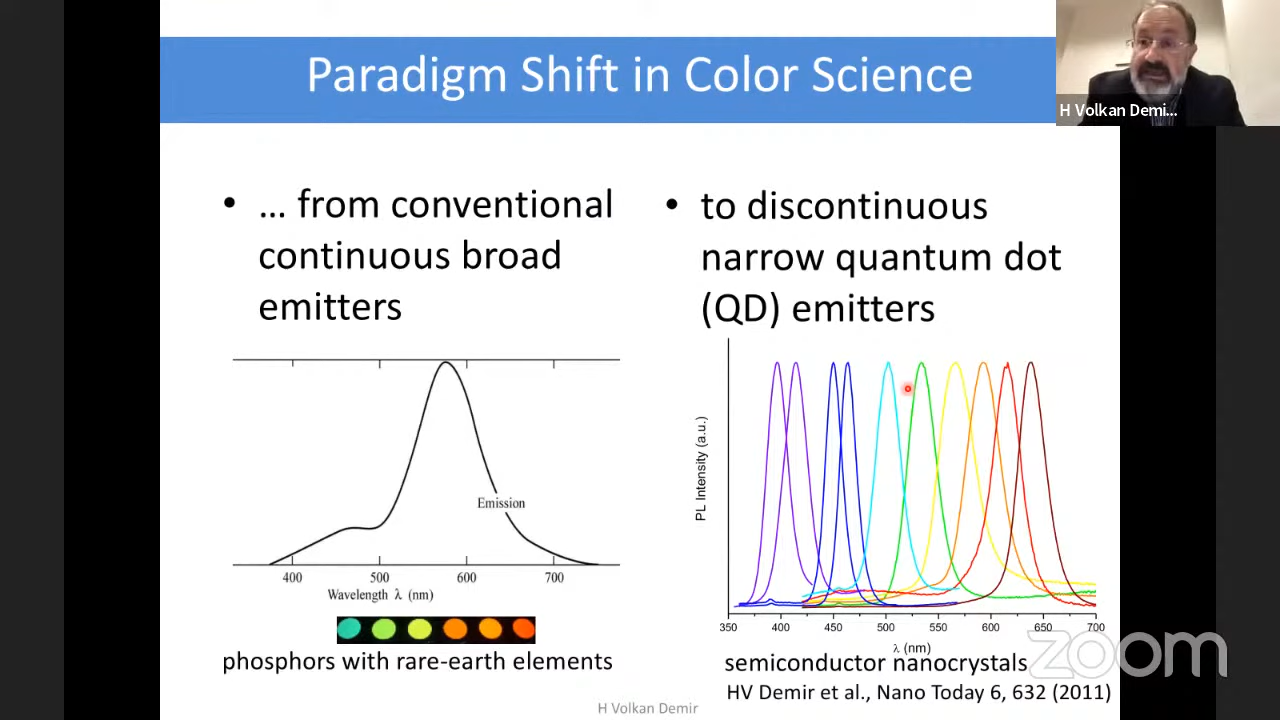 Paradigm Shift in Color Science
H Volkan Demi...
• ... from conventional
continuous broad
emitters
• to discontinuous
narrow quantum dot
(QD) emitters
Emission
400 500 600 700
Wavelength λ (nm)
phosphors with rare-earth elements
PL Intensity (a.u.)
350 400 450 500 550 600 650 700
λ (nm)
semiconductor nanocrystals
HV Demir et al., Nano Today 6, 632 (2011)
H Volkan Demir
zoom